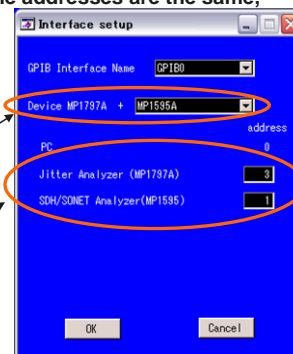 e addresses are the same,
Interface setup
GPIB Interface Name GPIB0
Device MP1797A + MP1595A
address
PC 0
Jitter Analyzer (MP1797A) 3
SDH/SONET Analyzer(MP1595) 1
OK Cancel